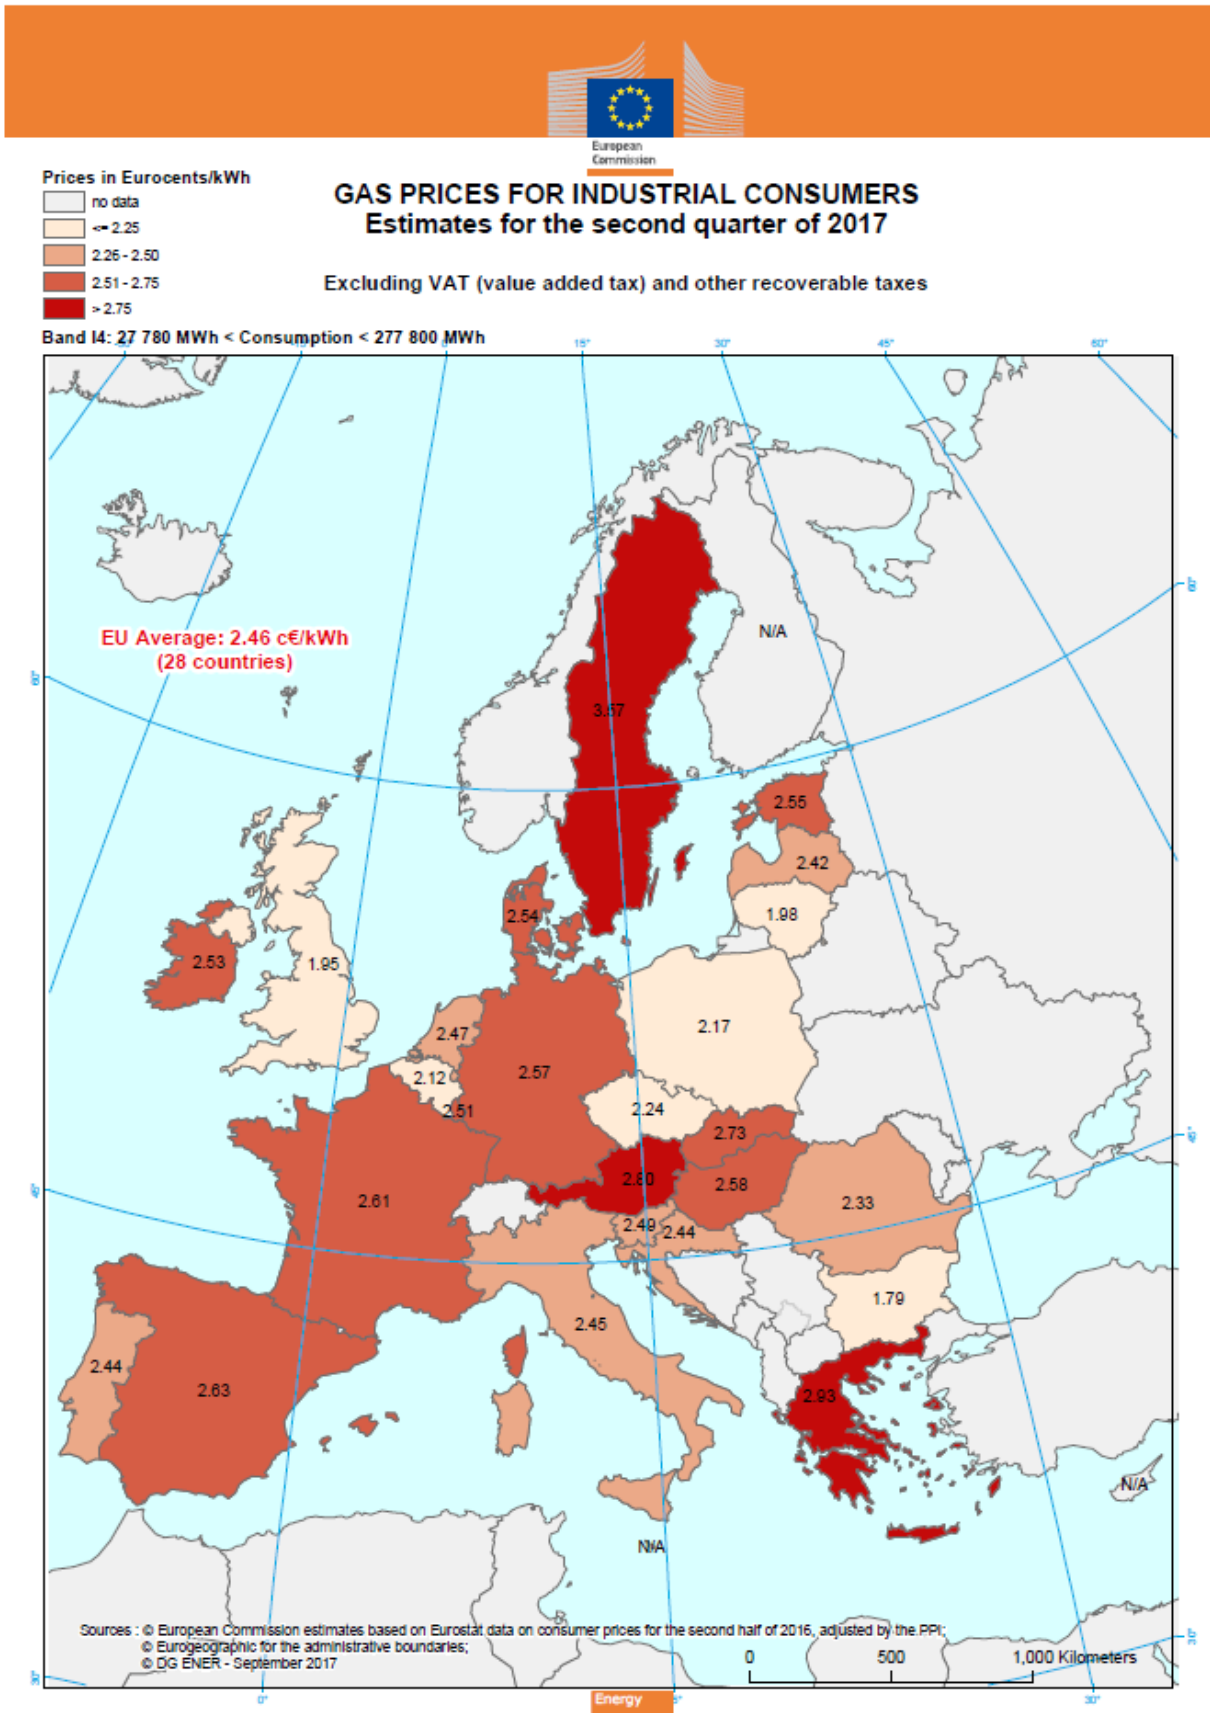 European
Commission
Prices in Eurocents/kWh
no data
<= 2.25
2.26 - 2.50
2.51 - 2.75
> 2.75
GAS PRICES FOR INDUSTRIAL CONSUMERS
Estimates for the second quarter of 2017
Excluding VAT (value added tax) and other recoverable taxes
Band I4: 27 780 MWh < Consumption < 277 800 MWh
15°
30°
45°
60°
60°
EU Average: 2.46 c€/kWh
(28 countries)
N/A
60°
3.57
2.55
2.42
1.98
2.54
2.53
1.95
2.17
2.47
2.12
2.57
2.51
2.24
2.73
45°
2.80
2.58
45°
2.61
2.33
2.49
2.44
1.79
2.45
2.44
2.63
2.93
N/A
N/A
Sources : © European Commission estimates based on Eurostat data on consumer prices for the second half of 2016, adjusted by the PPI;
© Eurogeographic for the administrative boundaries;
© DG ENER - September 2017
0 500 1,000 Kilometers
30°
30°
0°
30°
Energy